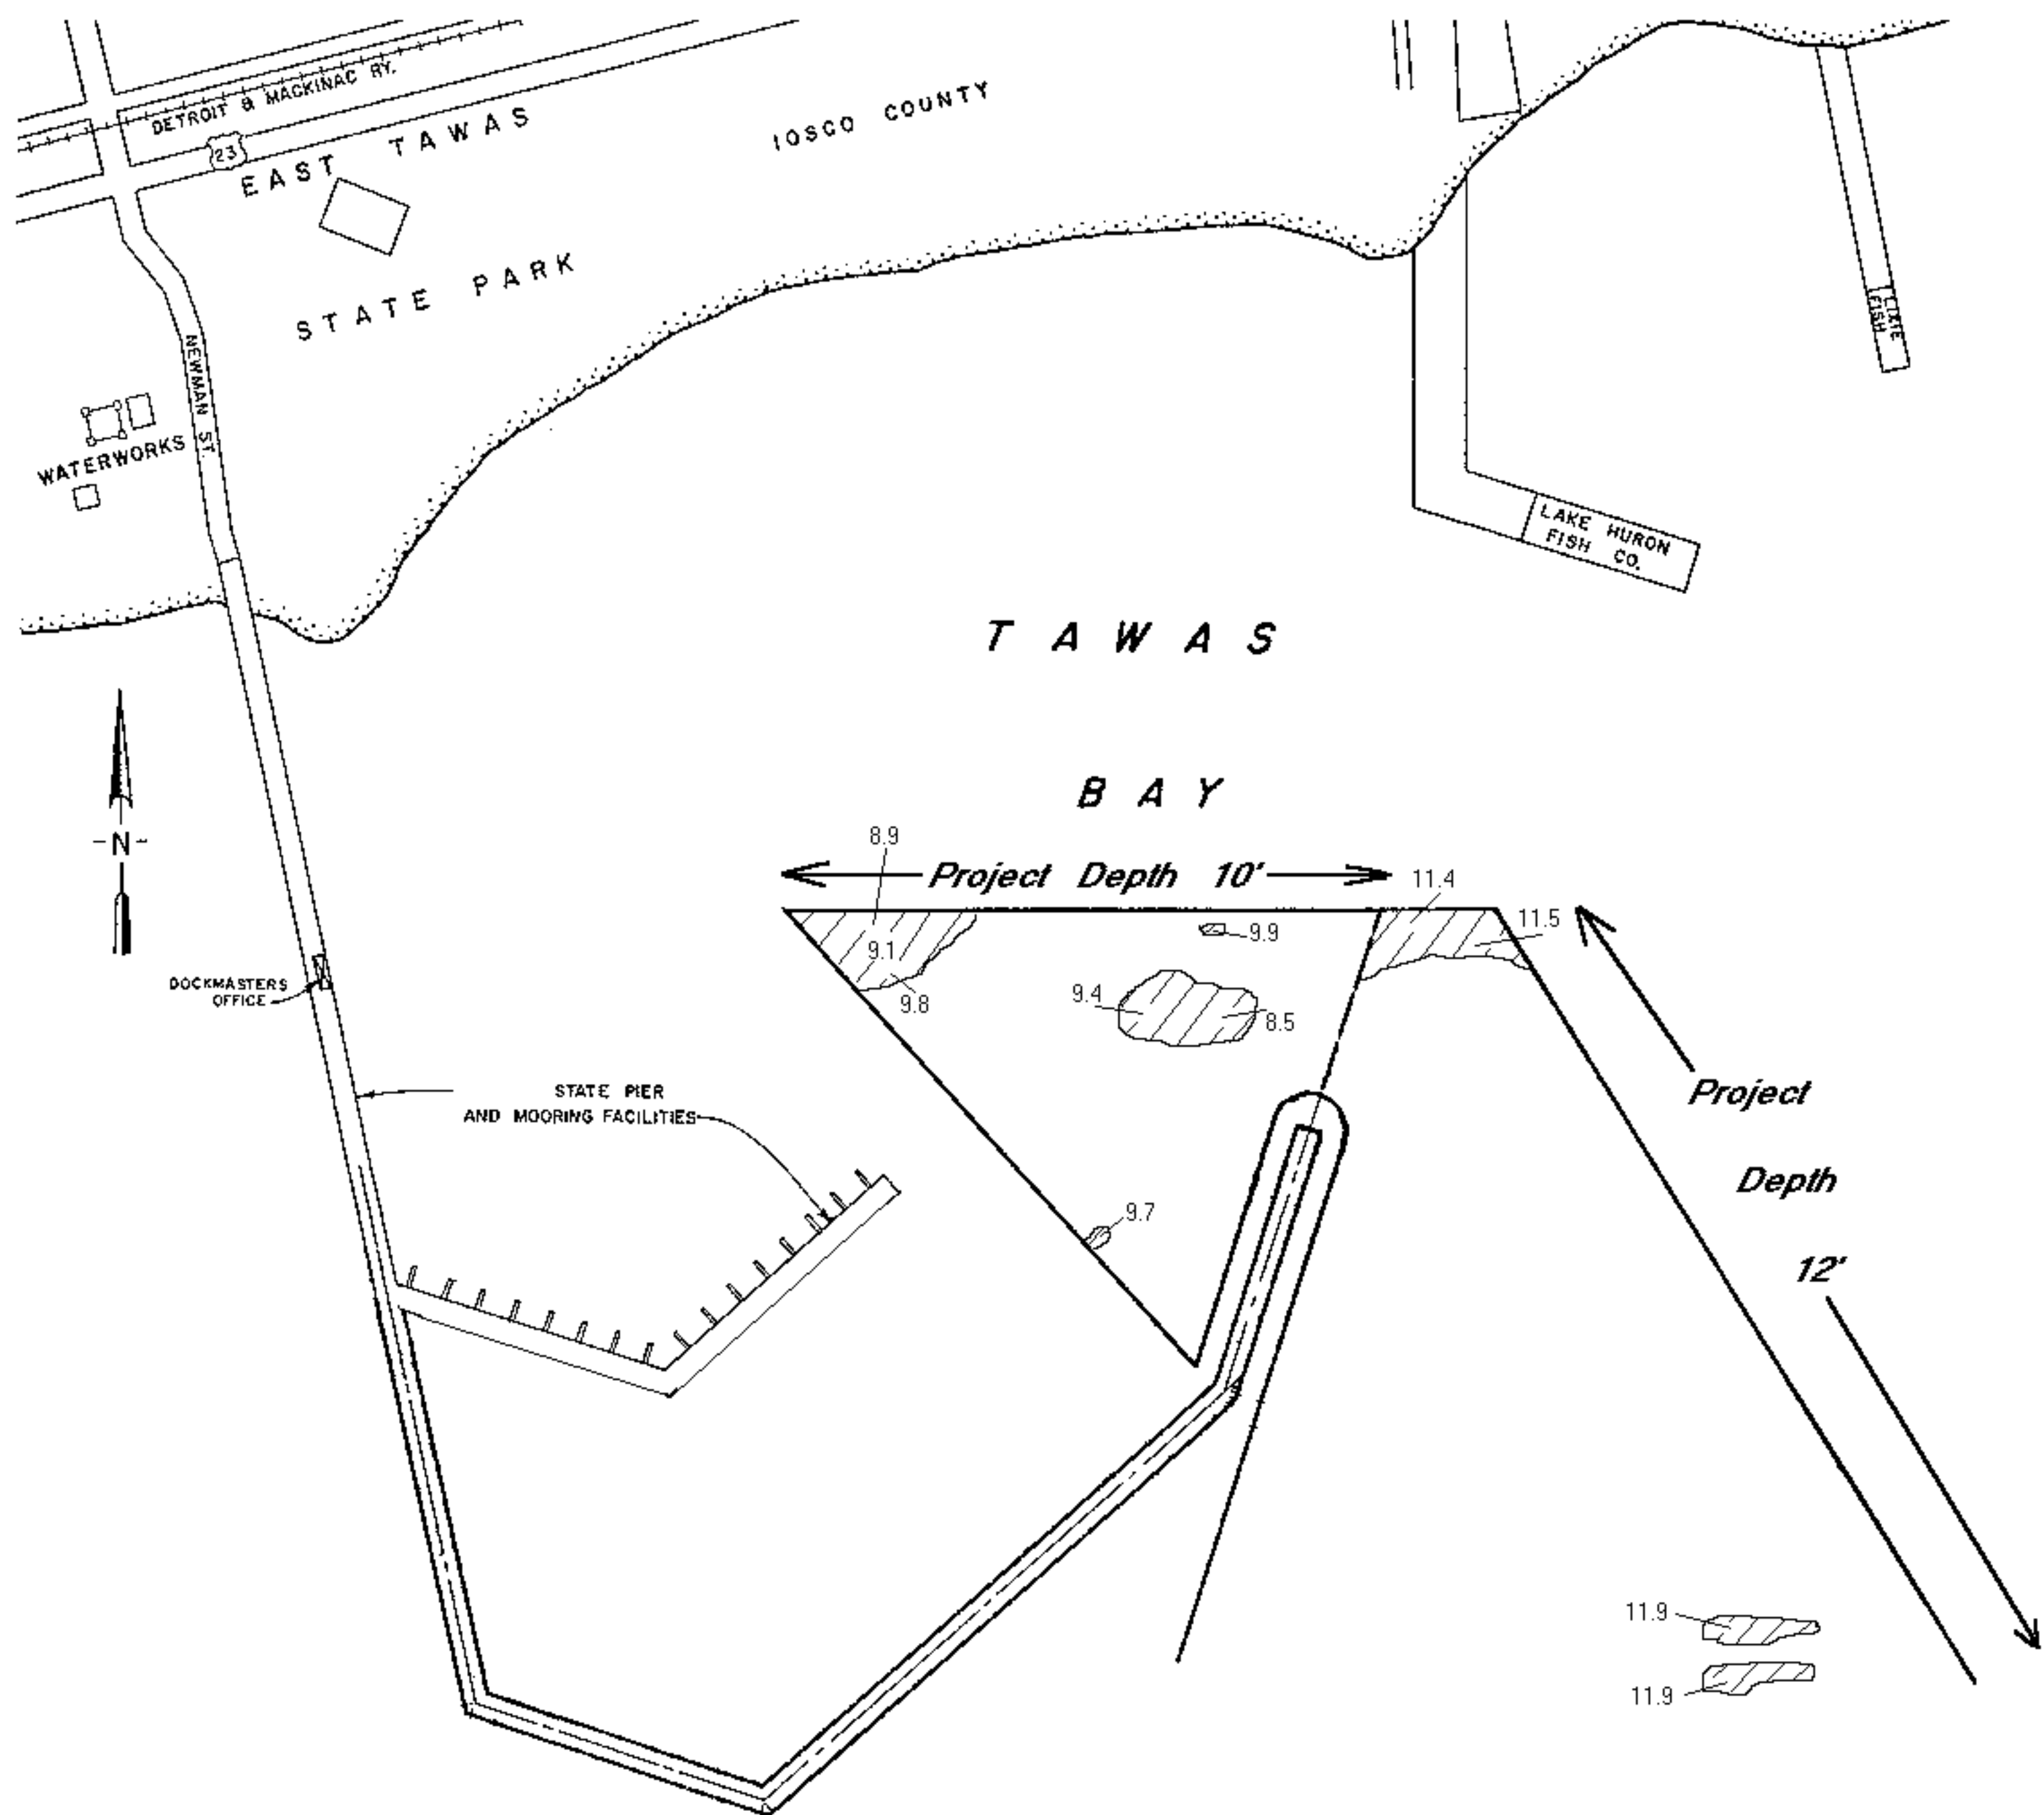 DETROIT & MACKINAC RY.
23
EAST TAWAS
IOSCO COUNTY
STATE PARK
NEWMAN ST.
WATERWORKS
FISH
LAKE HURON
FISH CO.
TAWAS
BAY
-N-
8.9
Project Depth 10'
11.4
11.5
9.1
9.9
9.8
9.4
8.5
DOCKMASTERS
OFFICE
STATE PIER
AND MOORING FACILITIES
Project
Depth
12'
9.7
11.9
11.9